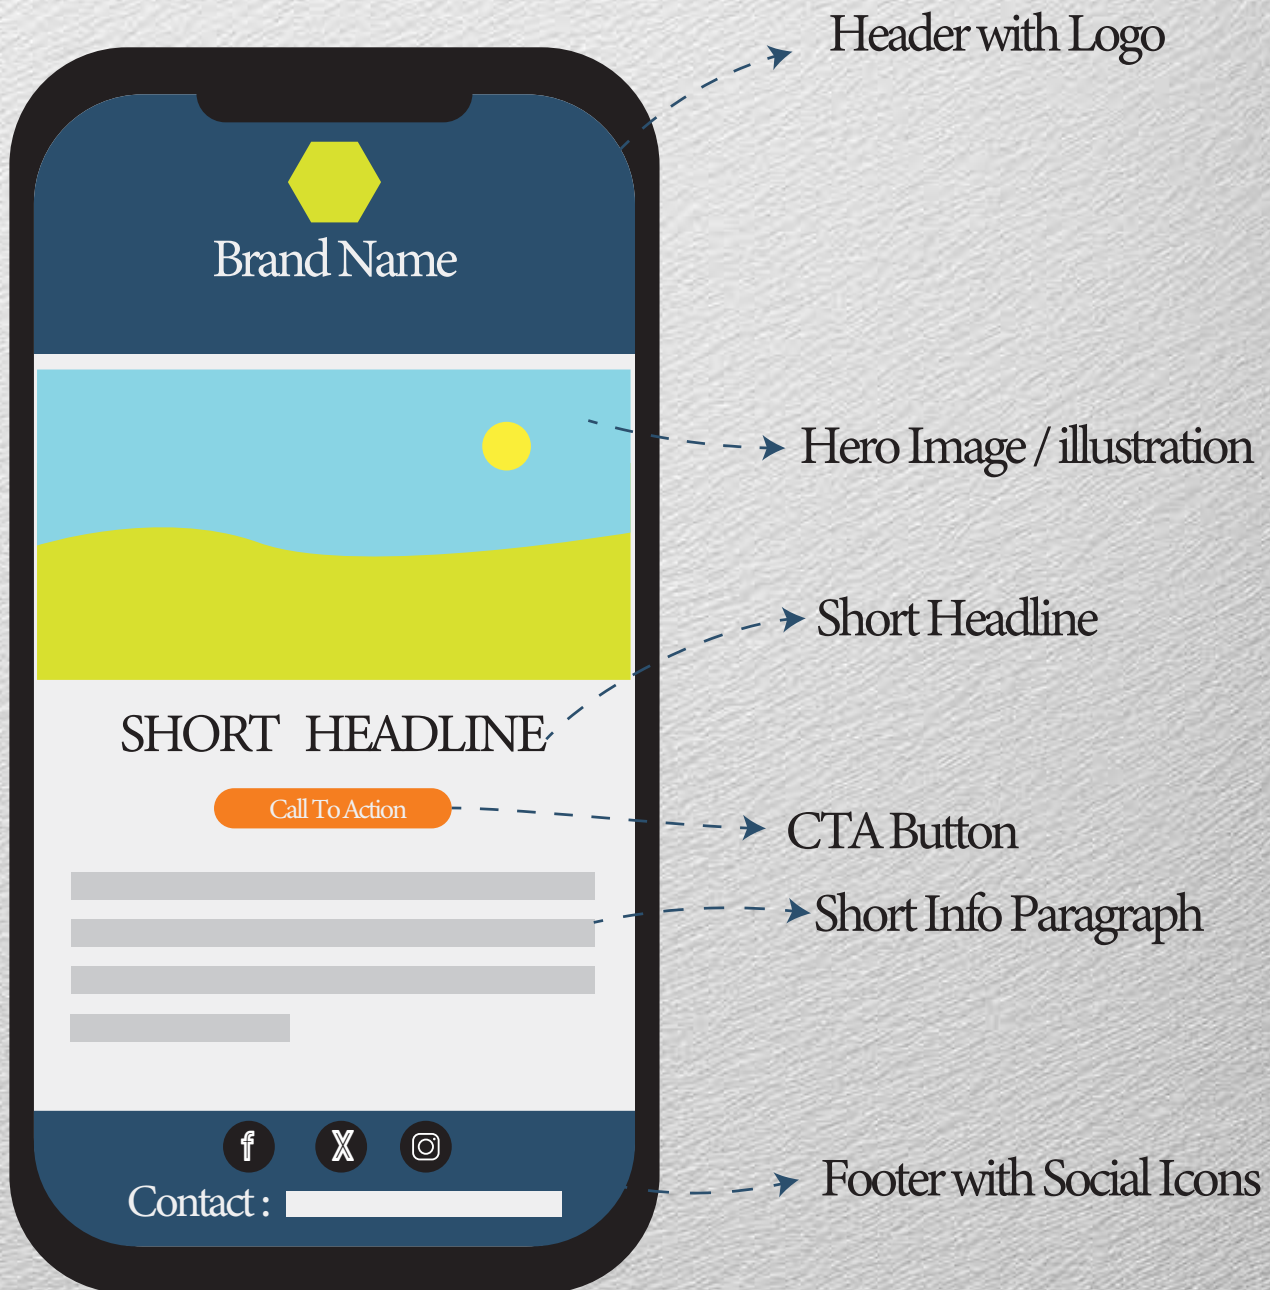 Header with Logo
Brand Name
Hero Image / illustration
Short Headline
SHORT HEADLINE
Call To Action
CTA Button
Short Info Paragraph
f X
Footer with Social Icons
Contact :